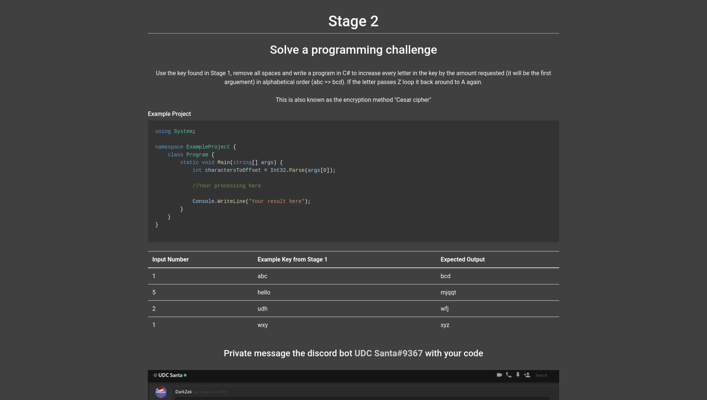 Stage 2
Solve a programming challenge
Use the key found in Stage 1, remove all spaces and write a program in C# to increase every letter in the key by the amount requested (it will be the first
arguement) in alphabetical order (abc => bcd). If the letter passes Z loop it back around to A again.
This is also known as the encryption method "Cesar cipher"
Example Project
using System;
namespace ExampleProject {
class Program {
static void Main(string[] args) {
int charactersToOffset = Int32.Parse(args[0]);
//Your processing here
Console.WriteLine("Your result here");
}
}
}
Input Number Example Key from Stage 1 Expected Output
1 abc bcd
5 hello mjqqt
2 udh wfj
1 wxy xyz
Private message the discord bot UDC Santa#9367 with your code
@ UDC Santa Search
DarkZek